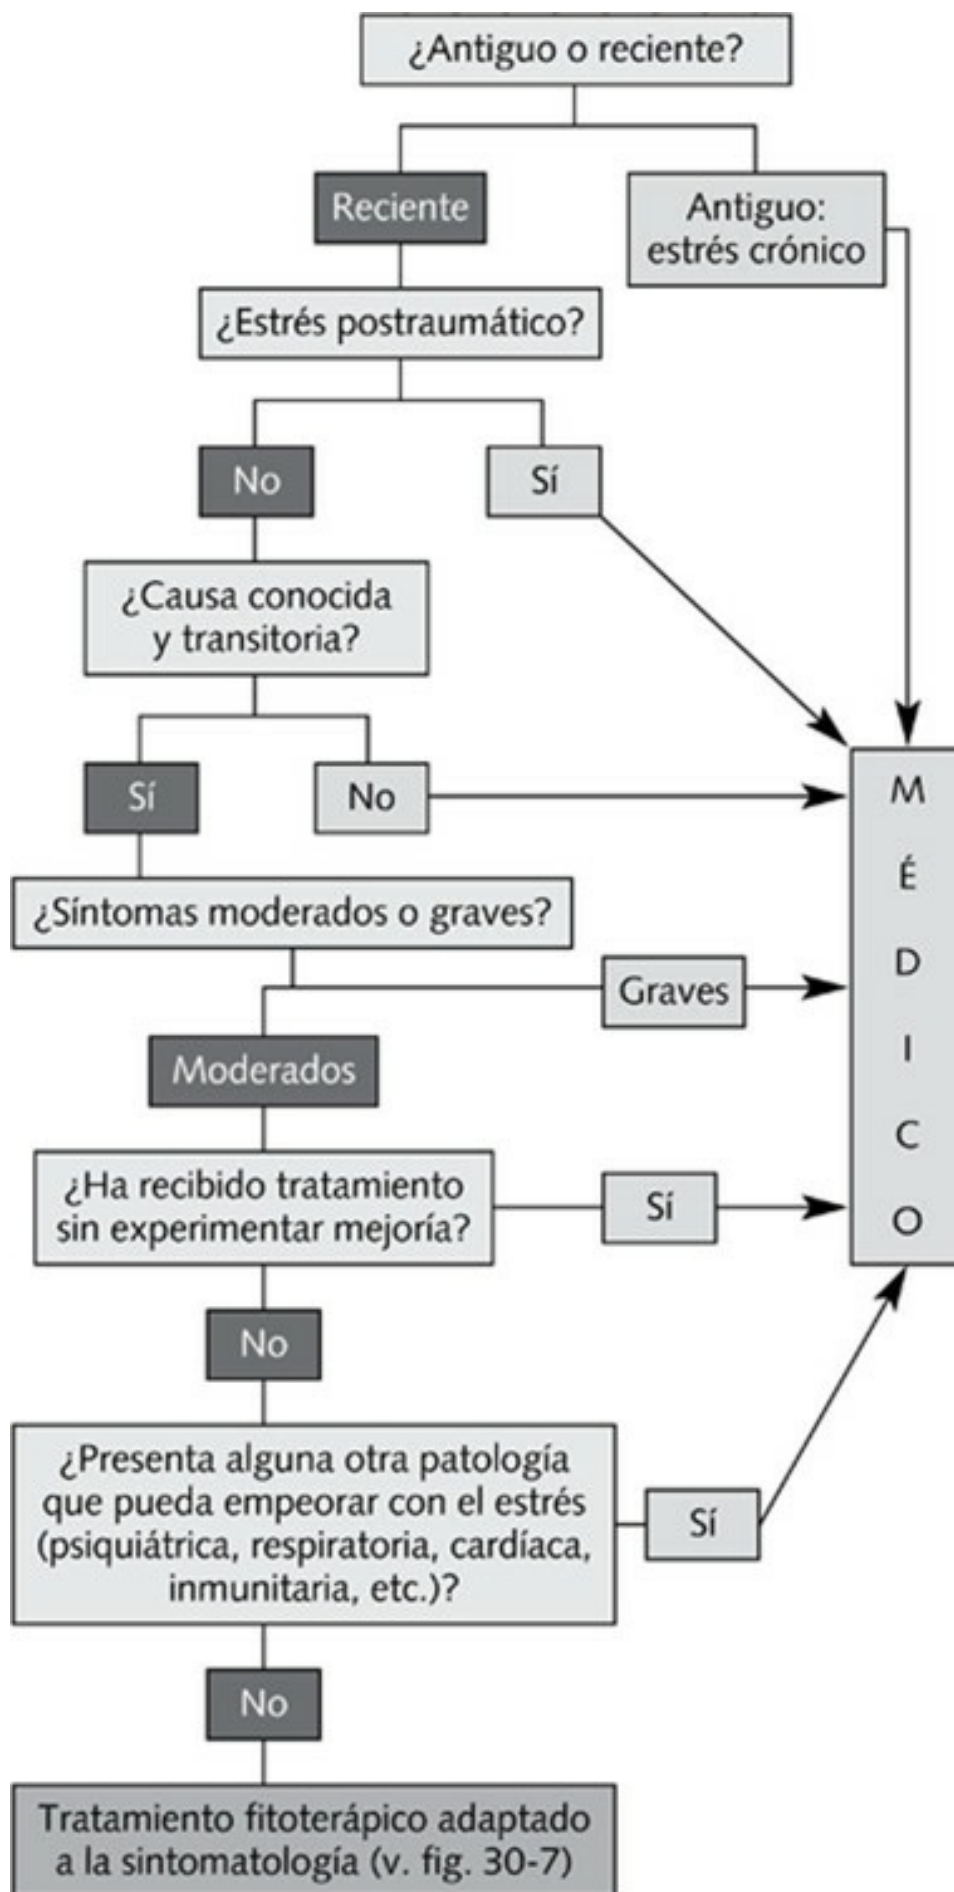 ¿Antiguo o reciente?
Reciente
Antiguo:
estrés crónico
¿Estrés postraumático?
No
Sí
¿Causa conocida
y transitoria?
Sí
No
M
É
D
I
C
O
¿Síntomas moderados o graves?
Graves
Moderados
¿Ha recibido tratamiento
sin experimentar mejoría?
Sí
No
¿Presenta alguna otra patología
que pueda empeorar con el estrés
(psiquiátrica, respiratoria, cardíaca,
inmunitaria, etc.)?
Sí
No
Tratamiento fitoterápico adaptado
a la sintomatología (v. fig. 30-7)